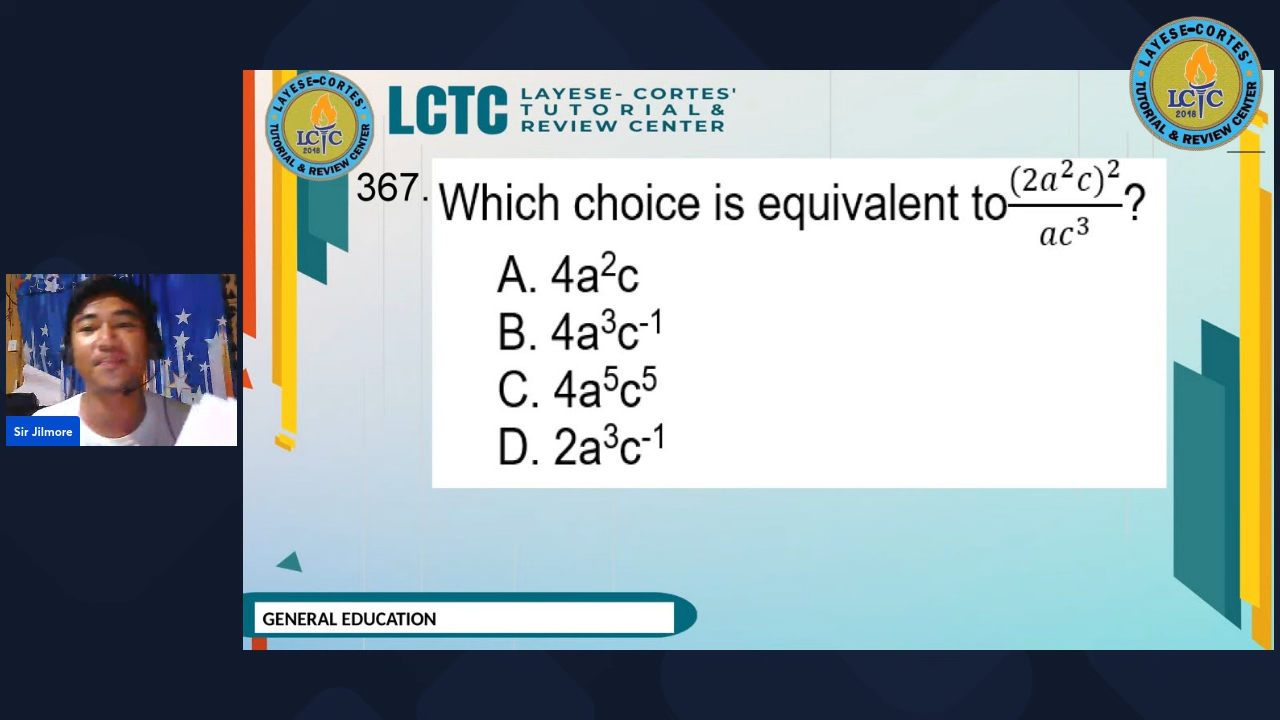 LAYESE-CORTES'
LCTC
2018
TUTORIAL & REVIEW CENTER
LAYESE-CORTES'
LCTC
2018
TUTORIAL & REVIEW CENTER
LCTC
LAYESE- CORTES'
TUTORIAL &
REVIEW CENTER
367. Which choice is equivalent to (2a²c)²/ac³?
A. 4a²c
B. 4a³c⁻¹
C. 4a⁵c⁵
D. 2a³c⁻¹
Sir Jilmore
GENERAL EDUCATION